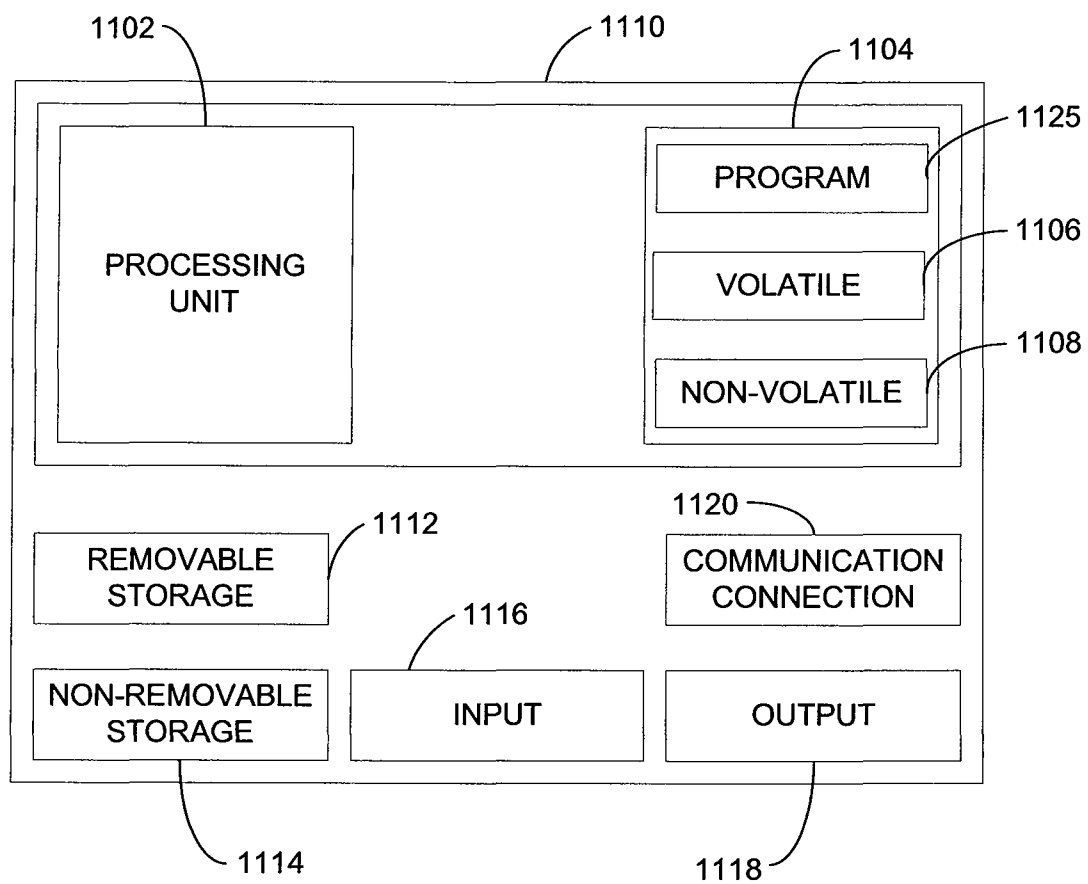 1102
1110
1104
1125
PROGRAM
1106
PROCESSING
UNIT
VOLATILE
1108
NON-VOLATILE
1112
1120
REMOVABLE
STORAGE
COMMUNICATION
CONNECTION
1116
NON-REMOVABLE
STORAGE
INPUT
OUTPUT
1114
1118